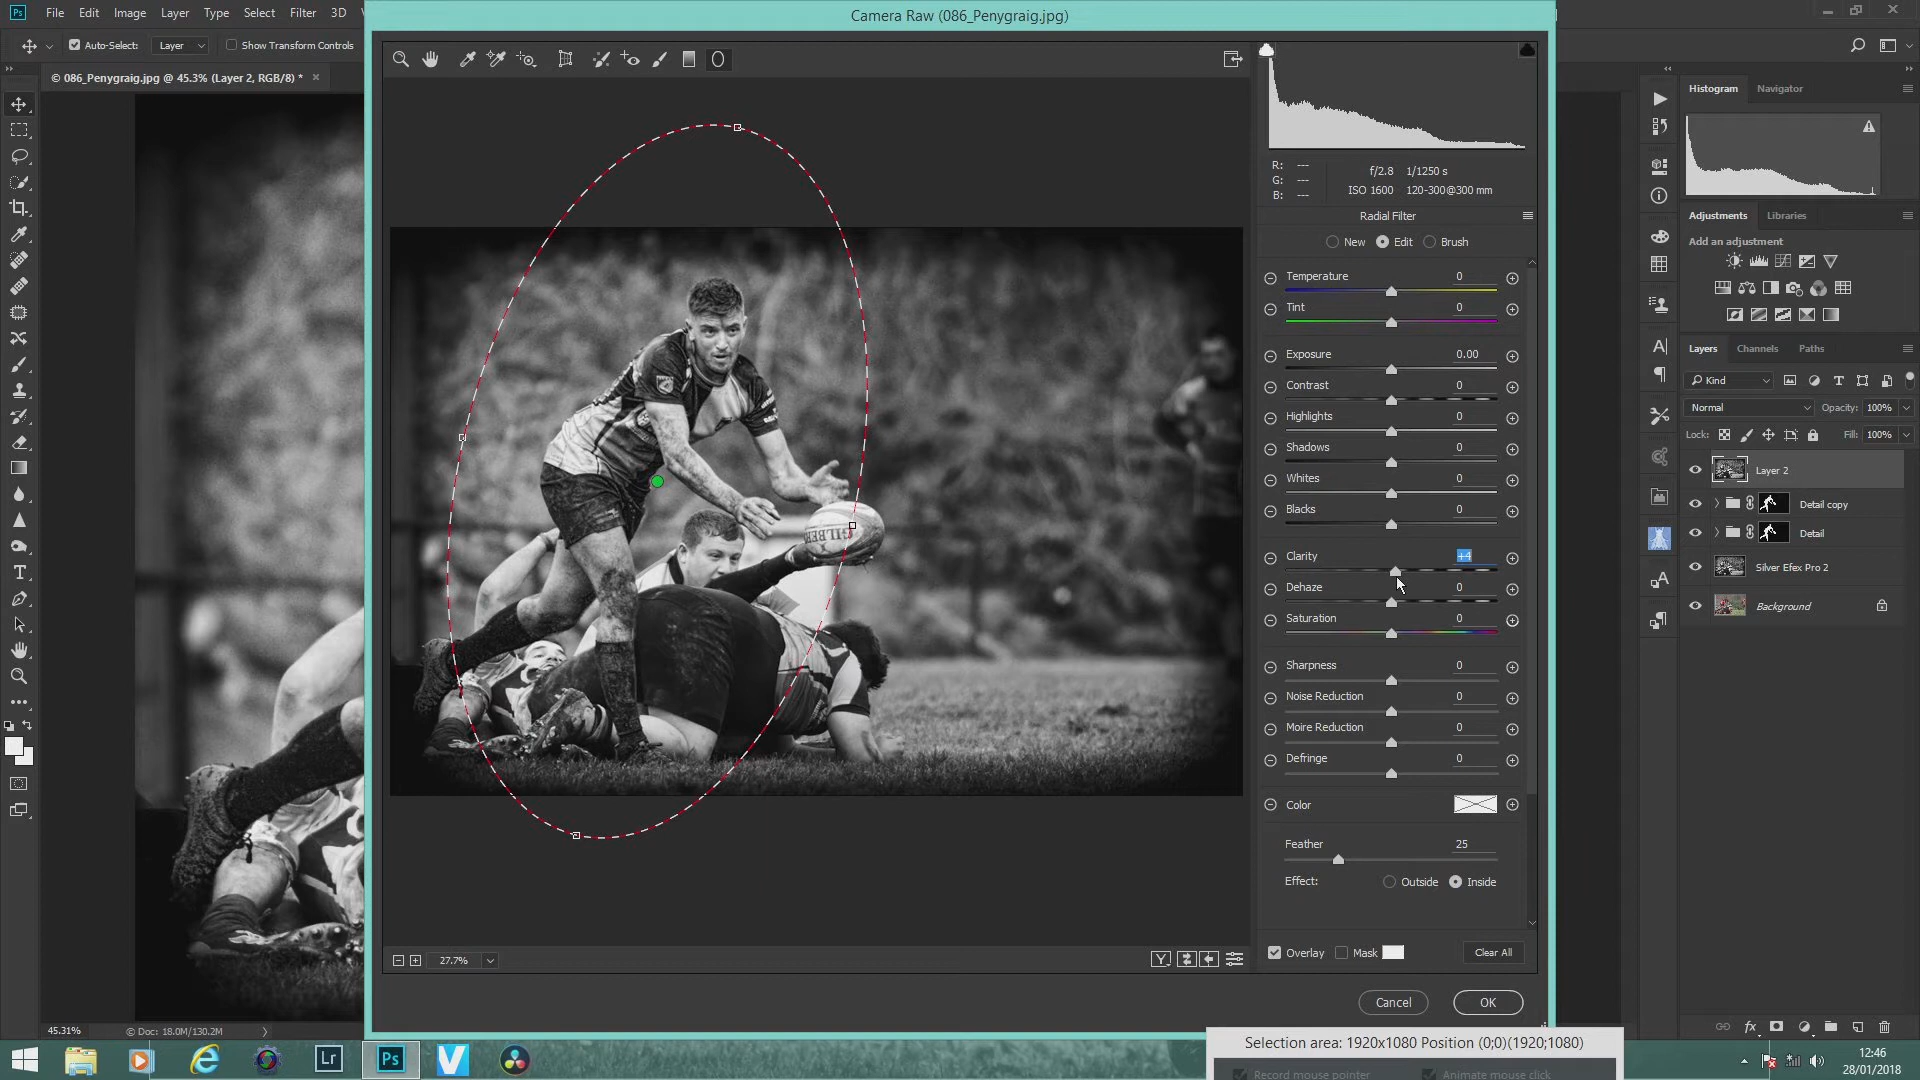 Ps File Edit Image Layer Type Select Filter 3D
Camera Raw (086_Penygraig.jpg)
Auto-Select: Layer Show Transform Controls
© 086_Penygraig.jpg @ 45.3% (Layer 2, RGB/8) *
R: ---
G: ---
B: ---
f/2.8 1/1250 s
ISO 1600 120-300@300 mm
Radial Filter
New Edit Brush
Temperature 0
Tint 0
Exposure 0.00
Contrast 0
Highlights 0
Shadows 0
Whites 0
Blacks 0
Clarity +4
Dehaze 0
Saturation 0
Sharpness 0
Noise Reduction 0
Moire Reduction 0
Defringe 0
Color
Feather 25
Effect: Outside Inside
Overlay Mask Clear All
Cancel OK
GILBERT
27.7%
Y
Histogram Navigator
Adjustments Libraries
Add an adjustment
Layers Channels Paths
Kind
Normal Opacity: 100%
Lock: Fill: 100%
Layer 2
Detail copy
Detail
Silver Efex Pro 2
Background
fx
45.31% © Doc: 18.0M/130.2M
Selection area: 1920x1080 Position (0;0)(1920;1080)
Record mouse pointer Animate mouse click
Lr Ps
12:46
28/01/2018